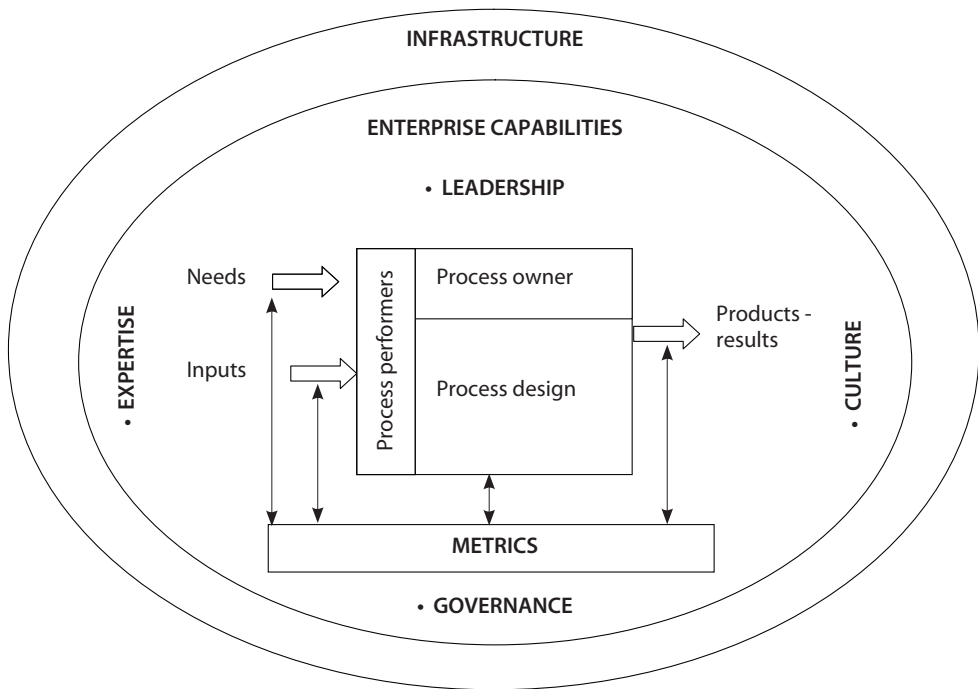 INFRASTRUCTURE
ENTERPRISE CAPABILITIES
• LEADERSHIP
Needs
Process owner
Products -
results
Inputs
Process performers
Process design
• EXPERTISE
• CULTURE
METRICS
• GOVERNANCE